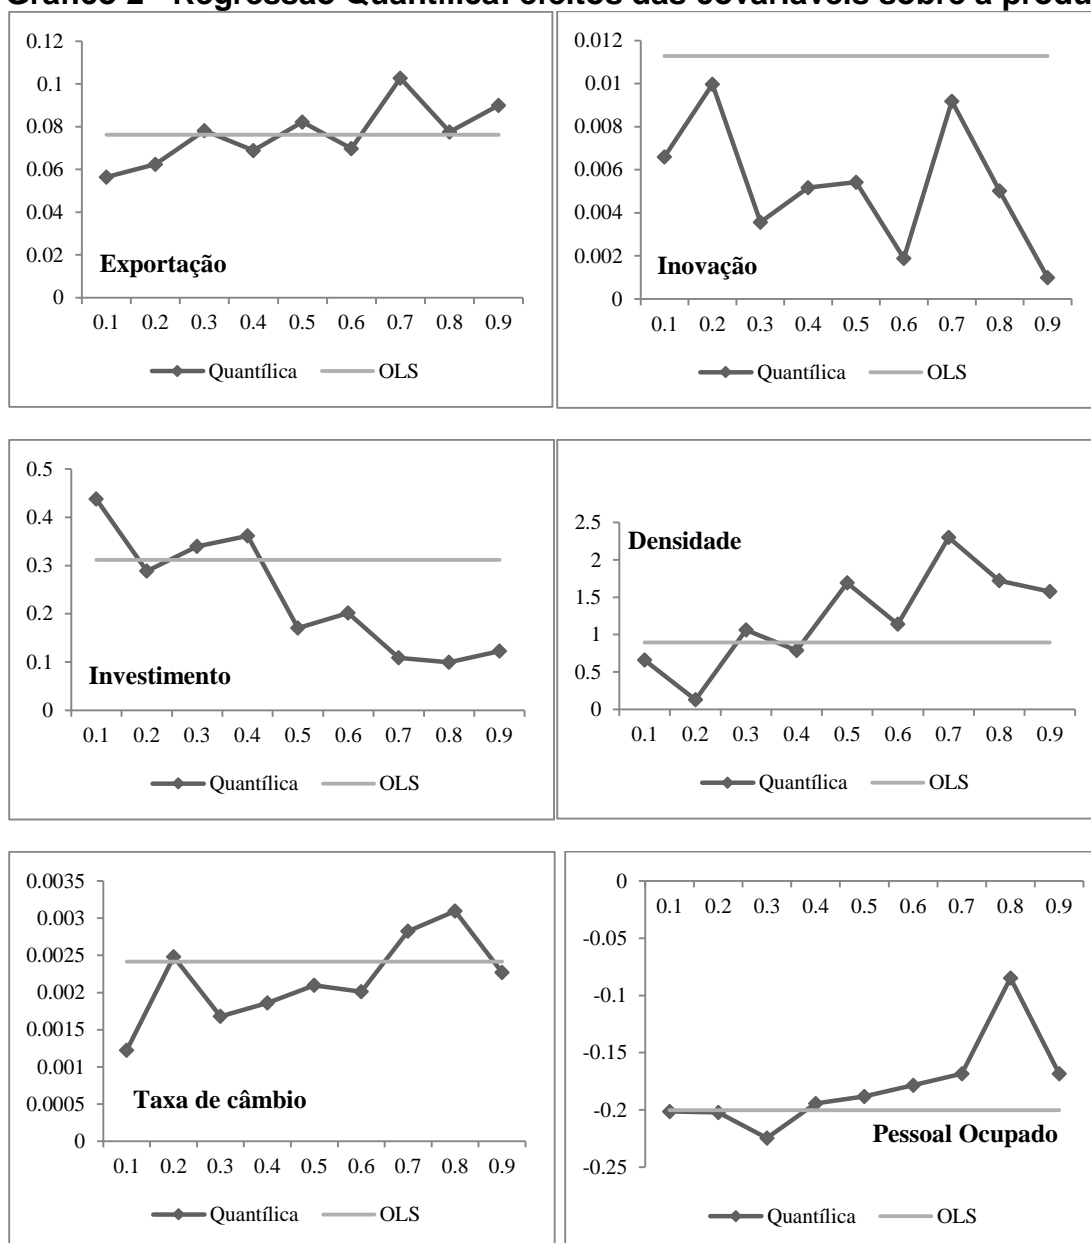 Gráfico 2 - Regressão Quantílica: efeitos das covariáveis sobre a produ
0.12
0.1
0.08
0.06
0.04
0.02
0
Exportação
0.1 0.2 0.3 0.4 0.5 0.6 0.7 0.8 0.9
Quantílica OLS
0.012
0.01
0.008
0.006
0.004
0.002
0
Inovação
0.1 0.2 0.3 0.4 0.5 0.6 0.7 0.8 0.9
Quantílica OLS
0.5
0.4
0.3
0.2
0.1
0
Investimento
0.1 0.2 0.3 0.4 0.5 0.6 0.7 0.8 0.9
Quantílica OLS
2.5
2
1.5
1
0.5
0
Densidade
0.1 0.2 0.3 0.4 0.5 0.6 0.7 0.8 0.9
Quantílica OLS
0.0035
0.003
0.0025
0.002
0.0015
0.001
0.0005
0
Taxa de câmbio
0.1 0.2 0.3 0.4 0.5 0.6 0.7 0.8 0.9
Quantílica OLS
0
0.1 0.2 0.3 0.4 0.5 0.6 0.7 0.8 0.9
-0.05
-0.1
-0.15
-0.2
-0.25
Pessoal Ocupado
Quantílica OLS